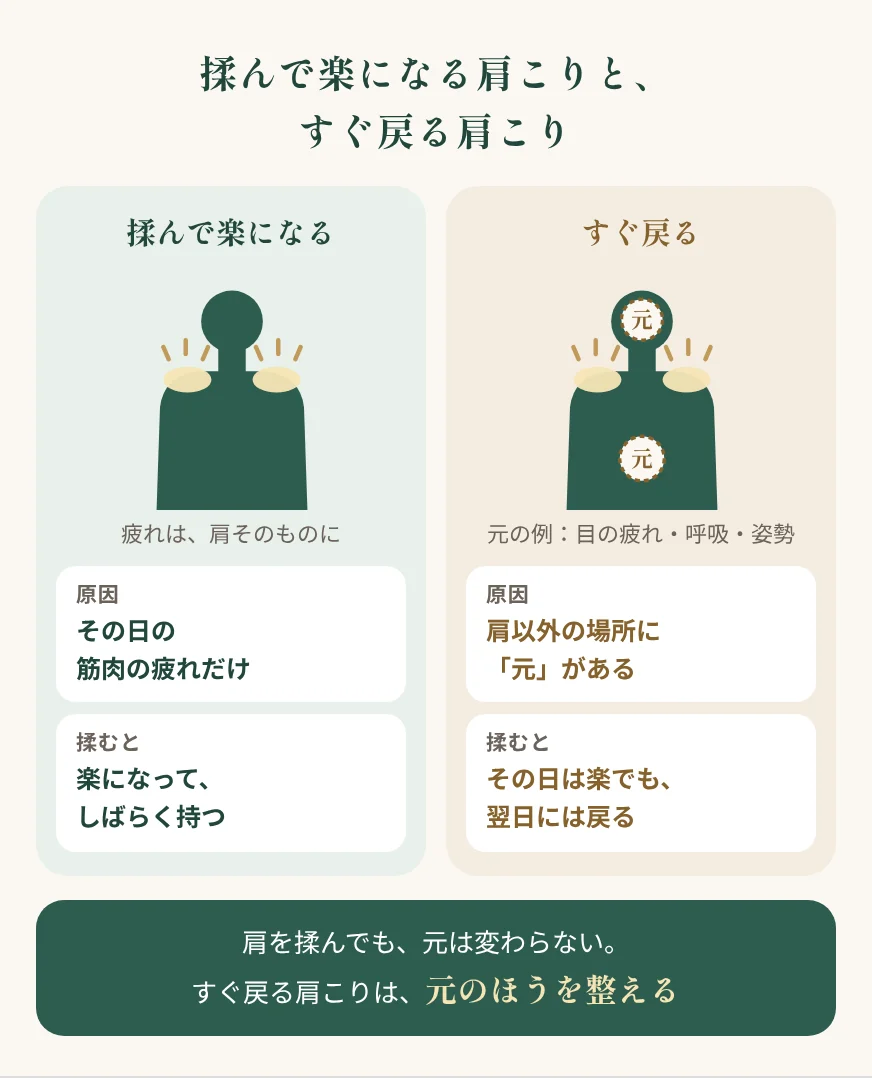 揉んで楽になる肩こりと、
すぐ戻る肩こり
揉んで楽になる
疲れは、肩そのものに
原因
その日の
筋肉の疲れだけ
揉むと
楽になって、
しばらく持つ
すぐ戻る
元
元
元の例：目の疲れ・呼吸・姿勢
原因
肩以外の場所に
「元」がある
揉むと
その日は楽でも、
翌日には戻る
肩を揉んでも、元は変わらない。
すぐ戻る肩こりは、元のほうを整える